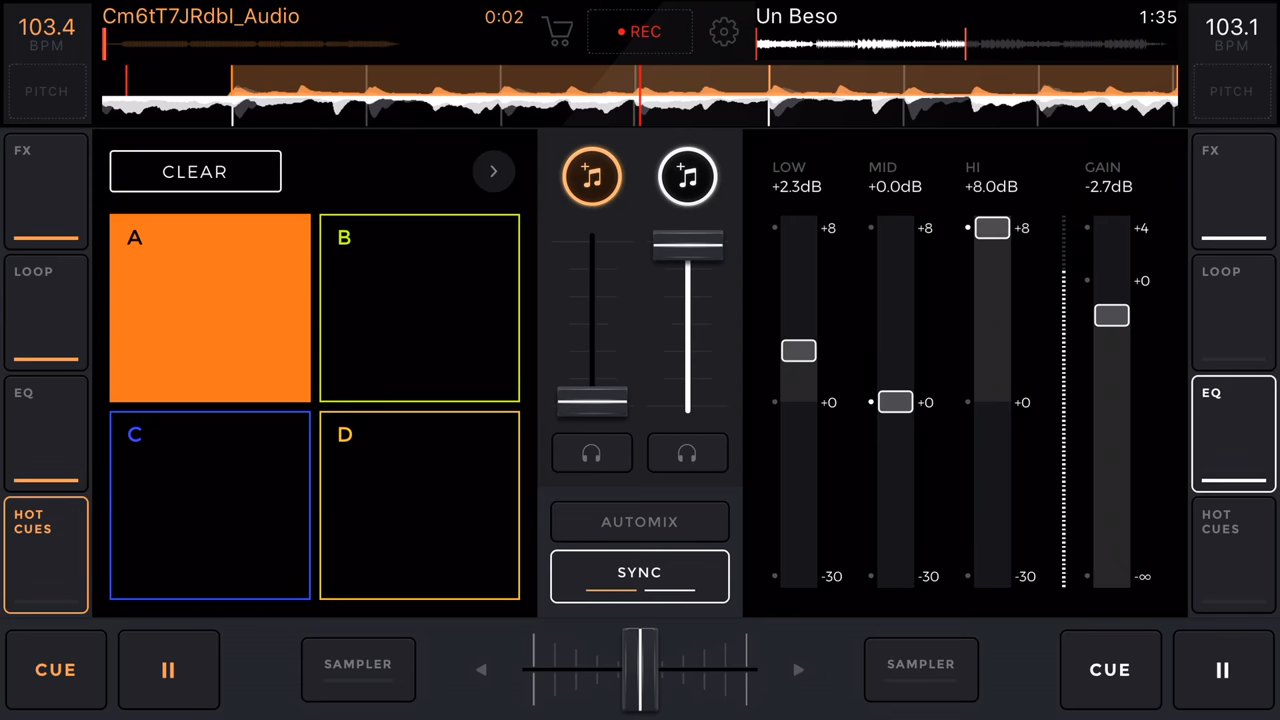 103.4
BPM
PITCH
Cm6tT7JRdbI_Audio
0:02
REC
Un Beso
1:35
103.1
BPM
PITCH
FX
LOOP
EQ
HOT
CUES
CLEAR
A
B
C
D
AUTOMIX
SYNC
LOW
+2.3dB
MID
+0.0dB
HI
+8.0dB
GAIN
-2.7dB
+8
+8
+8
+4
+0
+0
+0
+0
-30
-30
-30
-∞
FX
LOOP
EQ
HOT
CUES
CUE
SAMPLER
SAMPLER
CUE